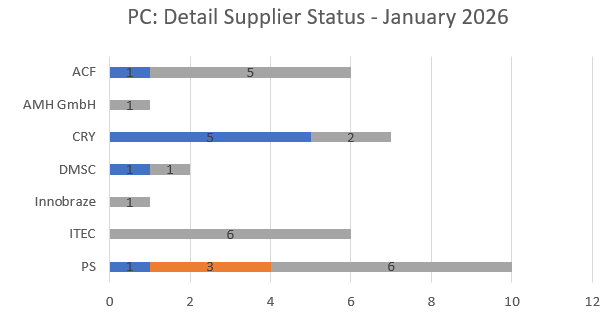 PC: Detail Supplier Status - January 2026
ACF 1 5
AMH GmbH 1
CRY 5 2
DMSC 1 1
Innobraze 1
ITEC 6
PS 1 3 6
0 2 4 6 8 10 12